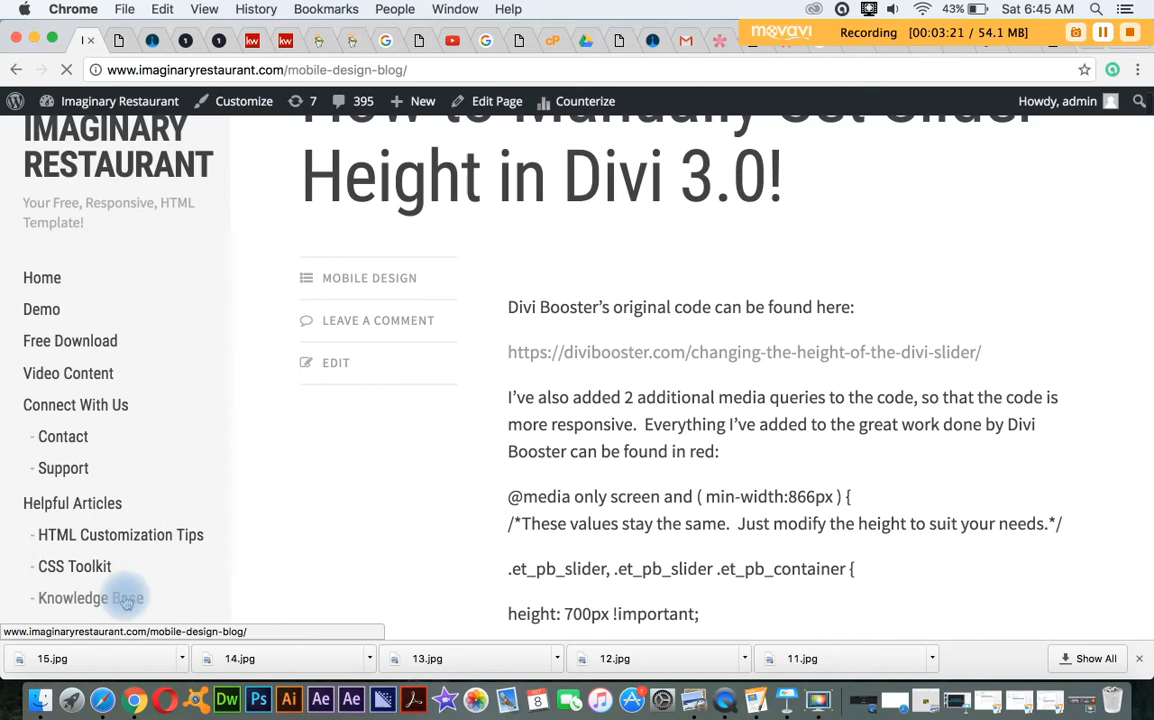 Chrome File Edit View History Bookmarks People Window Help 43% Sat 6:45 AM
movavi Recording [00:03:21 / 54.1 MB]
www.imaginaryrestaurant.com/mobile-design-blog/
Imaginary Restaurant Customize 7 395 New Edit Page Counterize Howdy, admin
IMAGINARY
RESTAURANT
Your Free, Responsive, HTML
Template!
Home
Demo
Free Download
Video Content
Connect With Us
- Contact
- Support
Helpful Articles
- HTML Customization Tips
- CSS Toolkit
- Knowledge Base
How to Manually Set Slider
Height in Divi 3.0!
MOBILE DESIGN
LEAVE A COMMENT
EDIT
Divi Booster's original code can be found here:
https://divibooster.com/changing-the-height-of-the-divi-slider/
I've also added 2 additional media queries to the code, so that the code is
more responsive.  Everything I've added to the great work done by Divi
Booster can be found in red:
@media only screen and ( min-width:866px ) {
/*These values stay the same.  Just modify the height to suit your needs.*/
.et_pb_slider, .et_pb_slider .et_pb_container {
height: 700px !important;
www.imaginaryrestaurant.com/mobile-design-blog/
15.jpg 14.jpg 13.jpg 12.jpg 11.jpg Show All